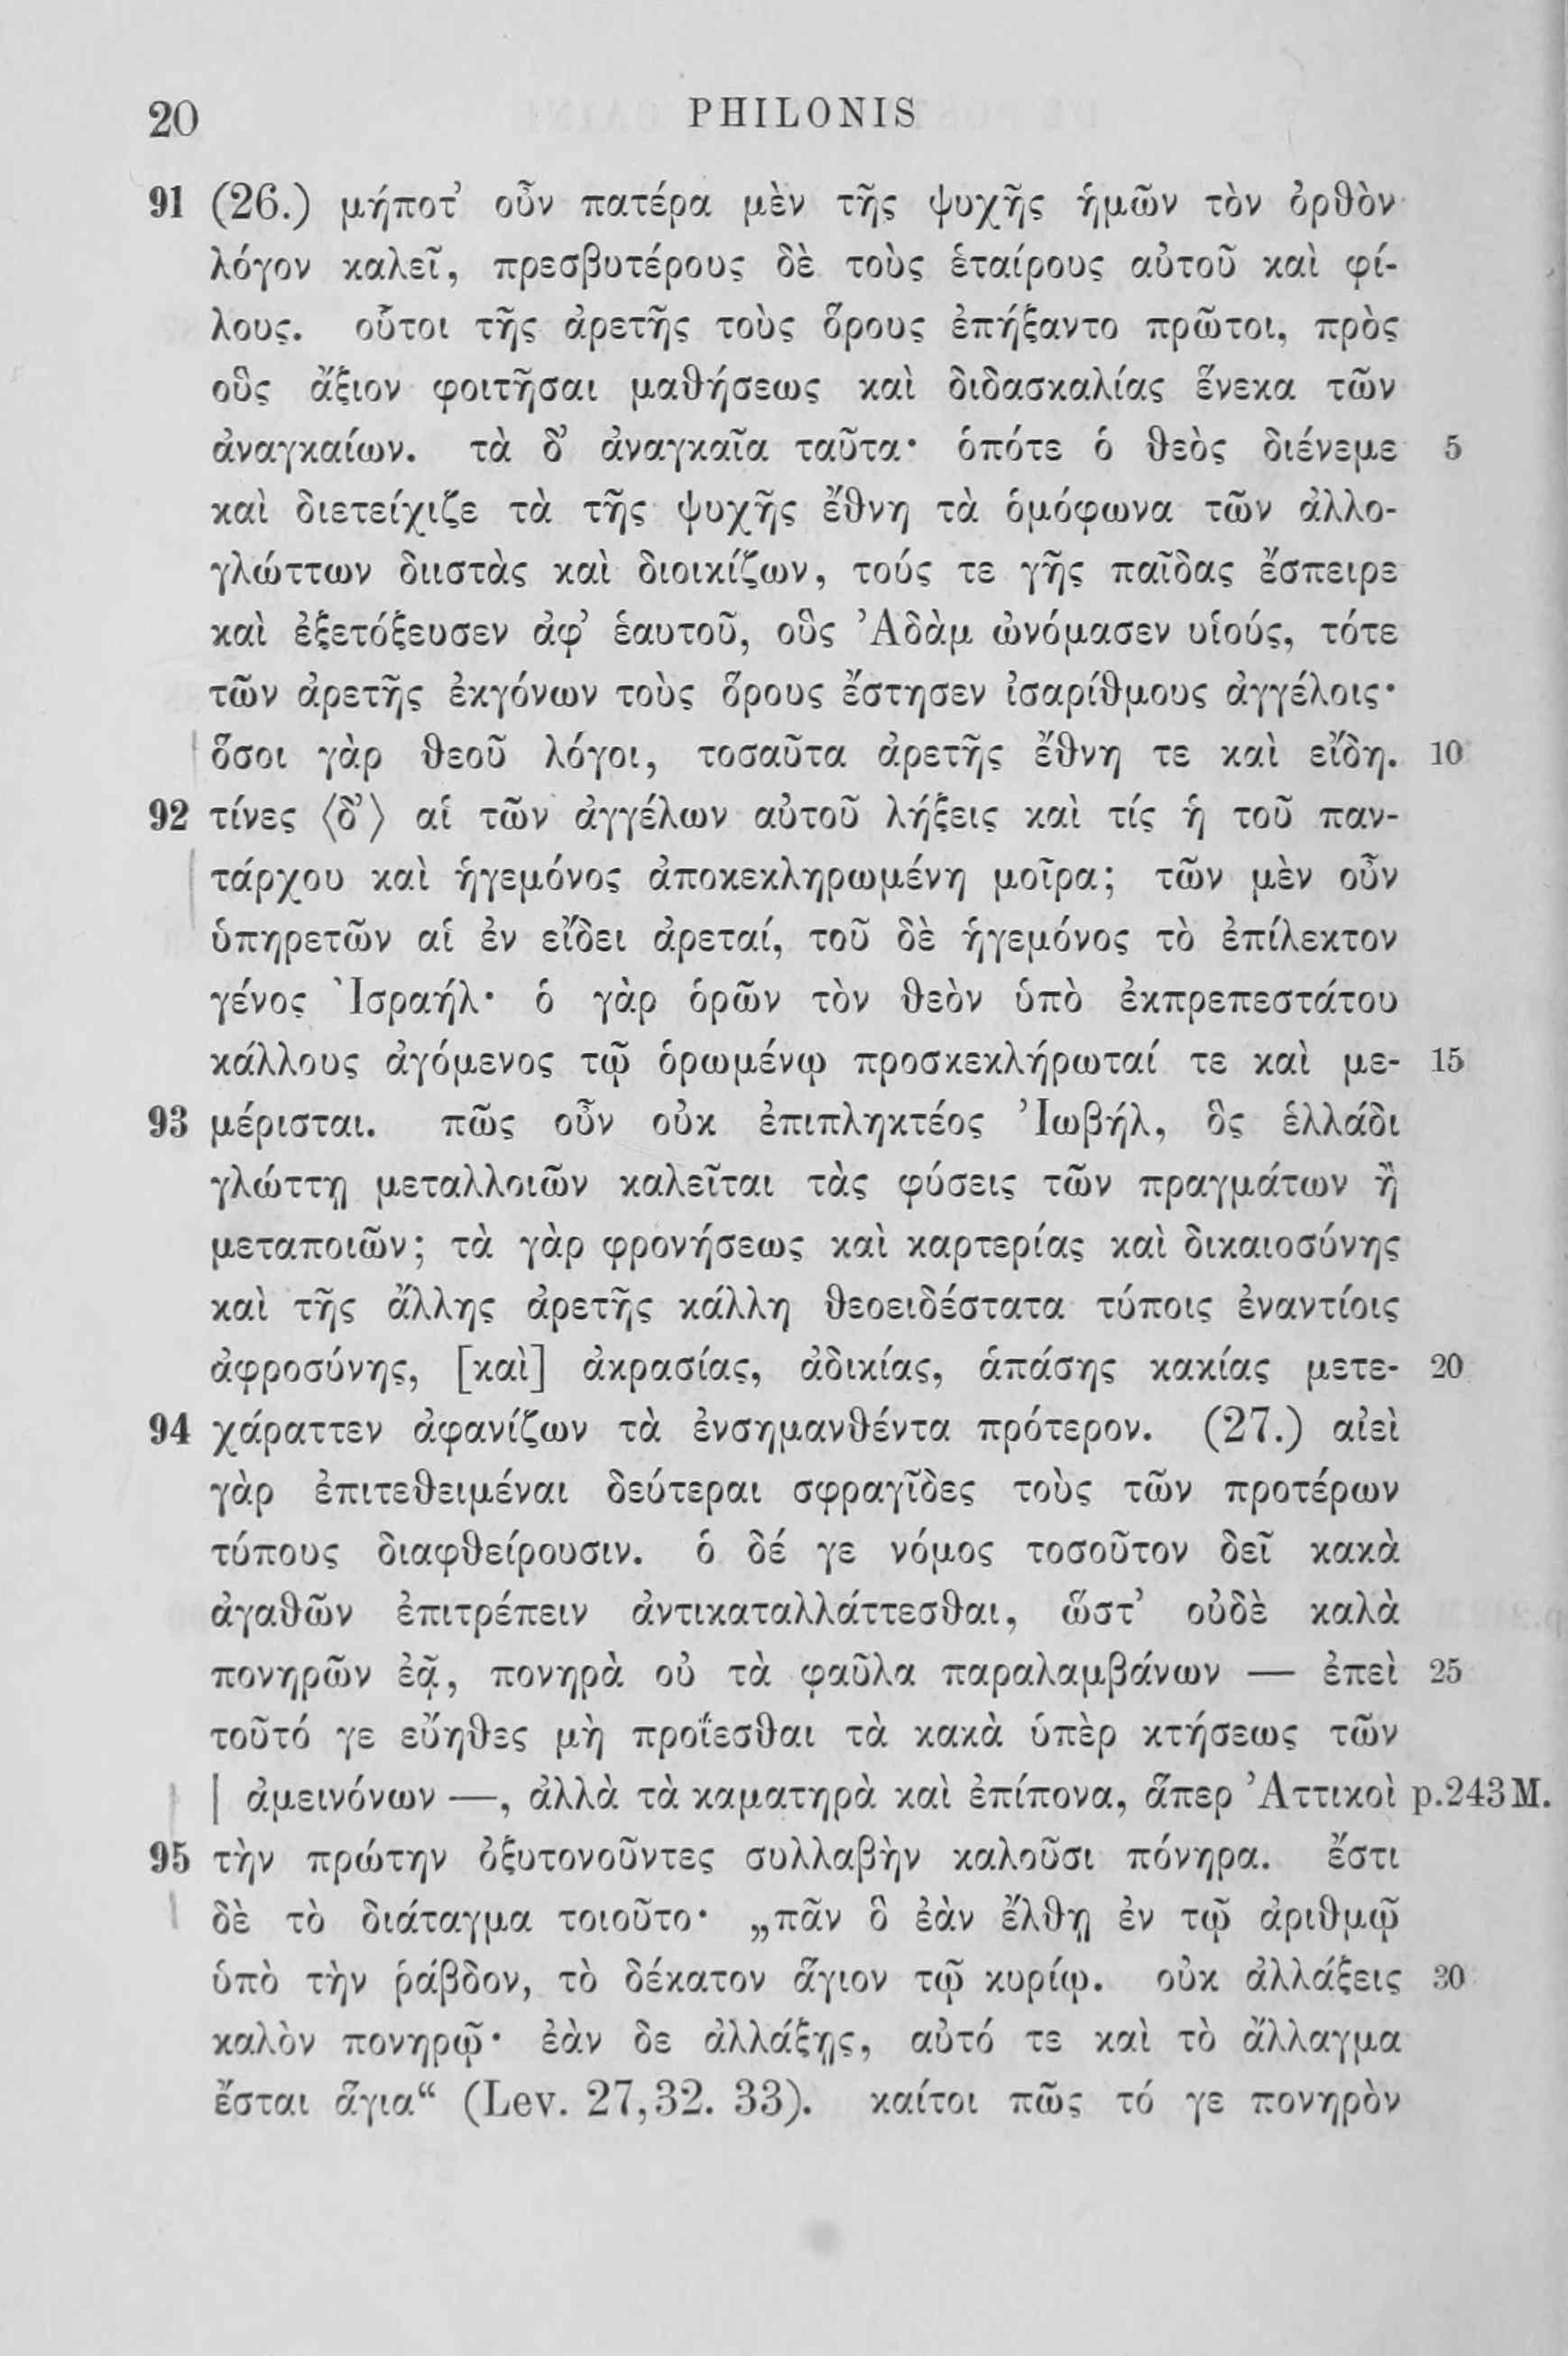 20 PHILONIS
91 (26.) μήποτ’ οὖν πατέρα μὲν τῆς ψυχῆς ἡμῶν τὸν ὀρθὸν
λόγον καλεῖ, πρεσβυτέρους δὲ τοὺς ἑταίρους αὐτοῦ καὶ φί-
λους. οὗτοι τῆς ἀρετῆς τοὺς ὅρους ἐπήξαντο πρῶτοι, πρὸς
οὓς ἄξιον φοιτῆσαι μαθήσεως καὶ διδασκαλίας ἕνεκα τῶν
ἀναγκαίων. τὰ δ’ ἀναγκαῖα ταῦτα· ὁπότε ὁ θεὸς διένεμε 5
καὶ διετείχιζε τὰ τῆς ψυχῆς ἔθνη τὰ ὁμόφωνα τῶν ἀλλο-
γλώττων διιστὰς καὶ διοικίζων, τούς τε γῆς παῖδας ἔσπειρε
καὶ ἐξετόξευσεν ἀφ’ ἑαυτοῦ, οὓς Ἀδὰμ ὠνόμασεν υἱούς, τότε
τῶν ἀρετῆς ἐκγόνων τοὺς ὅρους ἔστησεν ἰσαρίθμους ἀγγέλοις·
ὅσοι γὰρ θεοῦ λόγοι, τοσαῦτα ἀρετῆς ἔθνη τε καὶ εἴδη. 10
92 τίνες ⟨δ’⟩ αἱ τῶν ἀγγέλων αὐτοῦ λήξεις καὶ τίς ἡ τοῦ παν-
τάρχου καὶ ἡγεμόνος ἀποκεκληρωμένη μοῖρα; τῶν μὲν οὖν
ὑπηρετῶν αἱ ἐν εἴδει ἀρεταί, τοῦ δὲ ἡγεμόνος τὸ ἐπίλεκτον
γένος Ἰσραήλ· ὁ γὰρ ὁρῶν τὸν θεὸν ὑπὸ ἐκπρεπεστάτου
κάλλους ἀγόμενος τῷ ὁρωμένῳ προσκεκλήρωταί τε καὶ με- 15
93 μέρισται. πῶς οὖν οὐκ ἐπιπληκτέος Ἰωβήλ, ὃς ἑλλάδι
γλώττῃ μεταλλοιῶν καλεῖται τὰς φύσεις τῶν πραγμάτων ἢ
μεταποιῶν; τὰ γὰρ φρονήσεως καὶ καρτερίας καὶ δικαιοσύνης
καὶ τῆς ἄλλης ἀρετῆς κάλλη θεοειδέστατα τύποις ἐναντίοις
ἀφροσύνης, [καὶ] ἀκρασίας, ἀδικίας, ἁπάσης κακίας μετε- 20
94 χάραττεν ἀφανίζων τὰ ἐνσημανθέντα πρότερον. (27.) αἰεὶ
γὰρ ἐπιτεθειμέναι δεύτεραι σφραγῖδες τοὺς τῶν προτέρων
τύπους διαφθείρουσιν. ὁ δέ γε νόμος τοσοῦτον δεῖ κακὰ
ἀγαθῶν ἐπιτρέπειν ἀντικαταλλάττεσθαι, ὥστ’ οὐδὲ καλὰ
πονηρῶν ἐᾷ, πονηρὰ οὐ τὰ φαῦλα παραλαμβάνων — ἐπεὶ 25
τοῦτό γε εὔηθες μὴ προΐεσθαι τὰ κακὰ ὑπὲρ κτήσεως τῶν
| ἀμεινόνων —, ἀλλὰ τὰ καματηρὰ καὶ ἐπίπονα, ἅπερ Ἀττικοὶ p.243 M.
95 τὴν πρώτην ὀξυτονοῦντες συλλαβὴν καλοῦσι πόνηρα. ἔστι
δὲ τὸ διάταγμα τοιοῦτο· „πᾶν ὃ ἐὰν ἔλθῃ ἐν τῷ ἀριθμῷ
ὑπὸ τὴν ῥάβδον, τὸ δέκατον ἅγιον τῷ κυρίῳ. οὐκ ἀλλάξεις 30
καλὸν πονηρῷ· ἐὰν δε ἀλλάξῃς, αὐτό τε καὶ τὸ ἄλλαγμα
ἔσται ἅγια“ (Lev. 27,32. 33). καίτοι πῶς τό γε πονηρὸν